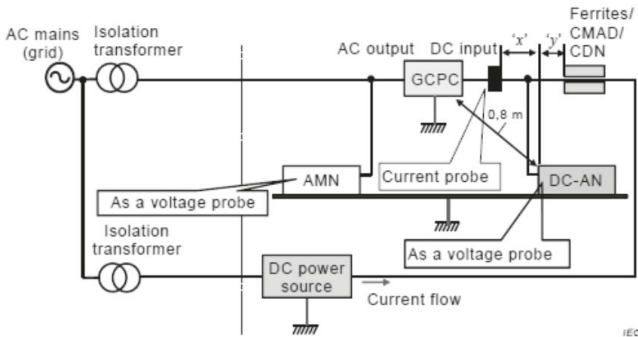 Ferrites/
CMAD/
CDN
AC mains
(grid)
Isolation
transformer
AC output
DC input
'x'
'y'
GCPC
0,8 m
AMN
Current probe
DC-AN
As a voltage probe
Isolation
transformer
As a voltage probe
DC power
source
Current flow
IEC